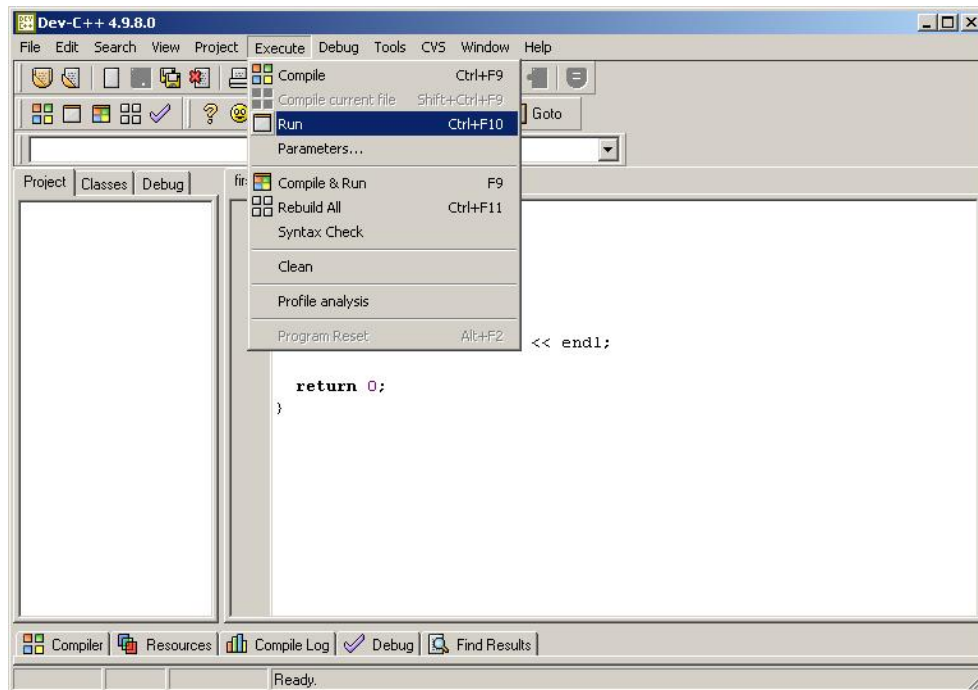 Dev-C++ 4.9.8.0
File Edit Search View Project Execute Debug Tools CVS Window Help
Compile Ctrl+F9
Compile current file Shift+Ctrl+F9
Goto
Run Ctrl+F10
Parameters...
Project Classes Debug
Compile & Run F9
Rebuild All Ctrl+F11
Syntax Check
Clean
Profile analysis
Program Reset Alt+F2
<< endl;
return 0;
}
Compiler Resources Compile Log Debug Find Results
Ready.